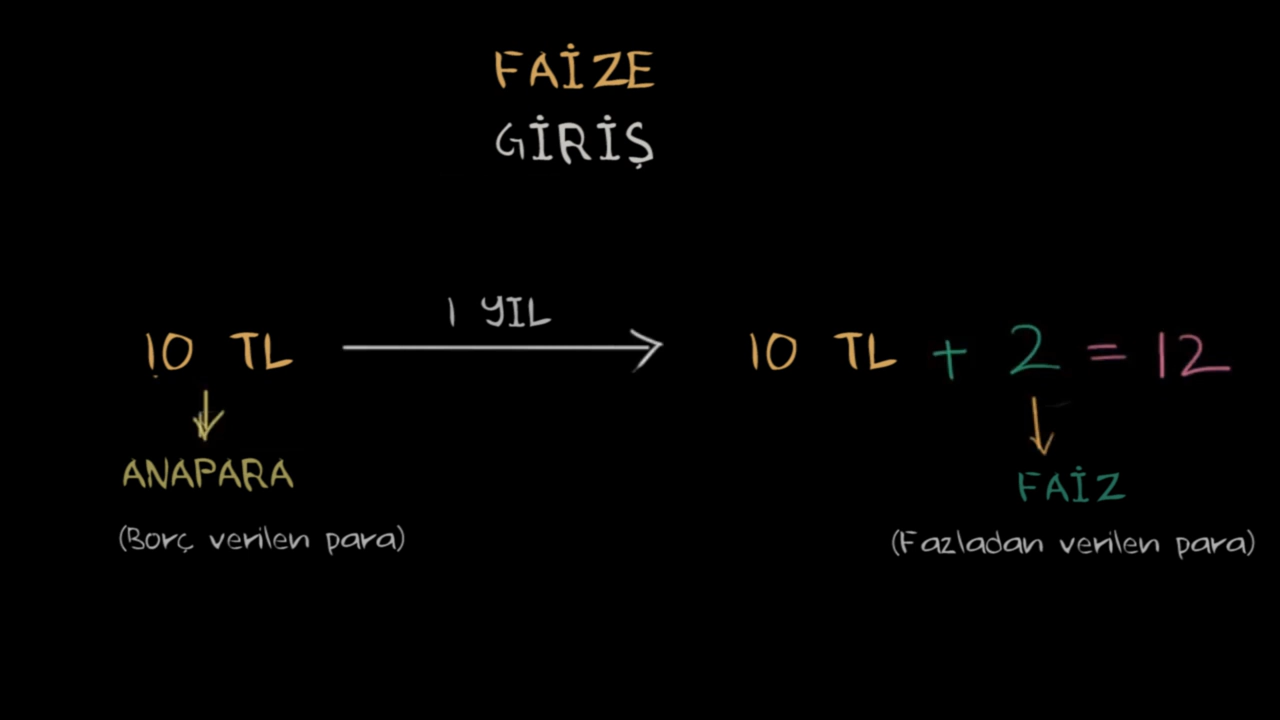 FAİZE
GİRİŞ
1 YIL
10 TL
10 TL + 2 = 12
ANAPARA
FAİZ
(Borç verilen para)
(Fazladan verilen para)